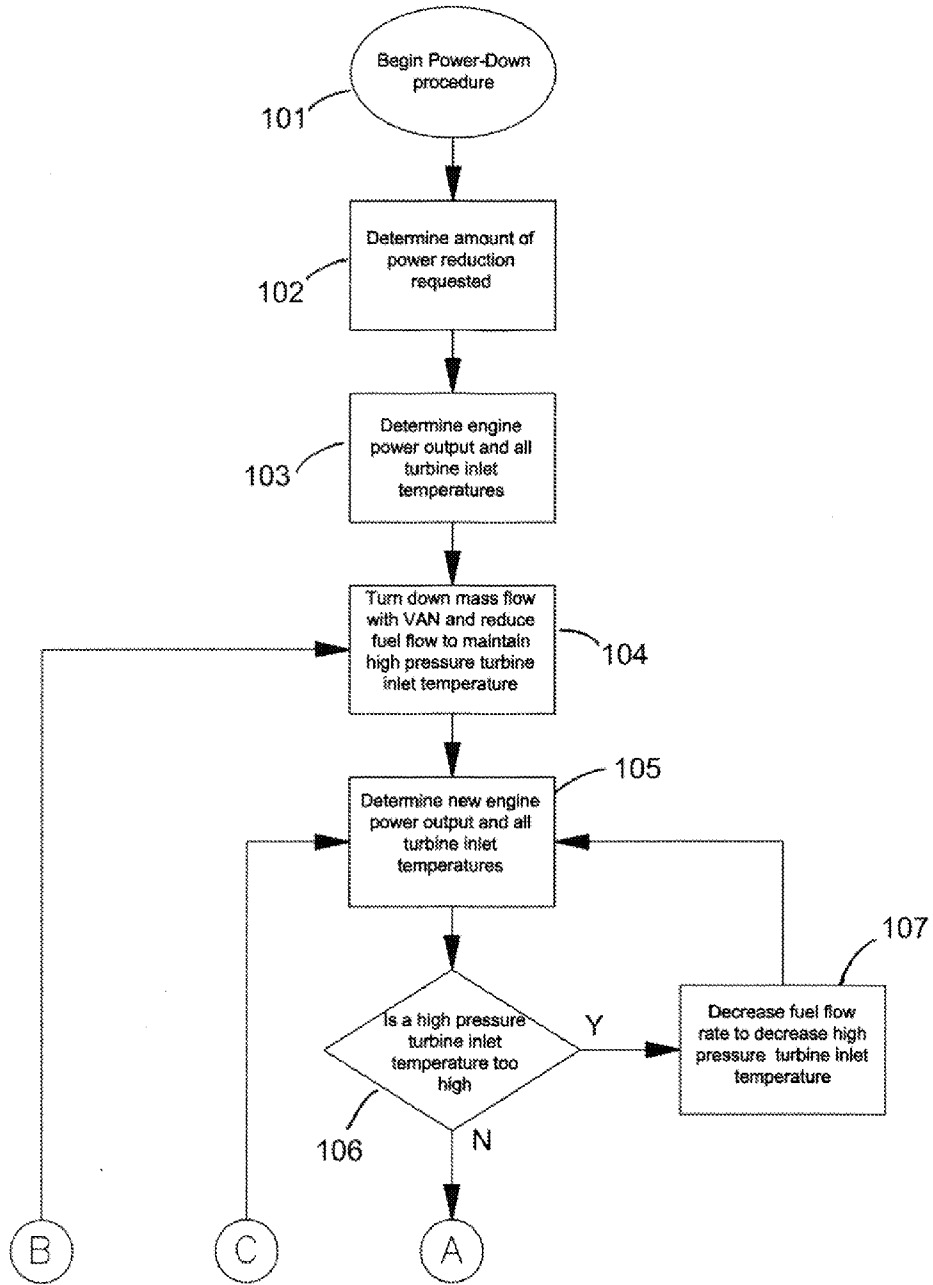 Begin Power-Down
procedure
101
Determine amount of
power reduction
requested
102
Determine engine
power output and all
turbine inlet
temperatures
103
Turn down mass flow
with VAN and reduce
fuel flow to maintain
high pressure turbine
inlet temperature
104
105
Determine new engine
power output and all
turbine inlet
temperatures
107
Is a high pressure
turbine inlet
temperature too
high
Y
Decrease fuel flow
rate to decrease high
pressure turbine inlet
temperature
106
N
B
C
A